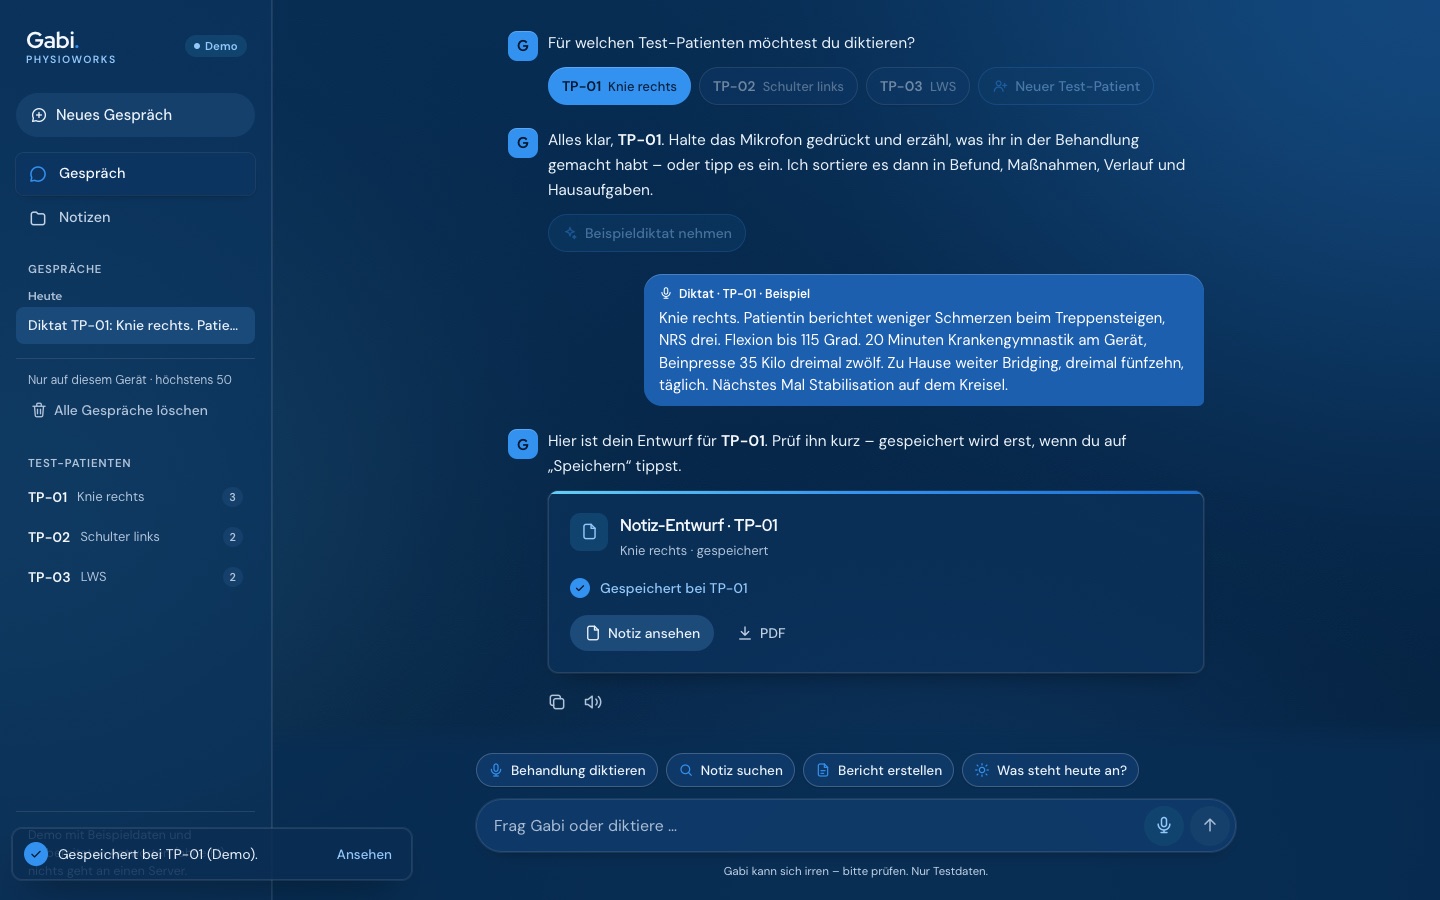 Gabi.
PHYSIOWORKS
Demo
Neues Gespräch
Gespräch
Notizen
GESPRÄCHE
Heute
Diktat TP-01: Knie rechts. Patie…
Nur auf diesem Gerät · höchstens 50
Alle Gespräche löschen
TEST-PATIENTEN
TP-01 Knie rechts 3
TP-02 Schulter links 2
TP-03 LWS 2
Demo mit Beispieldaten und
nichts geht an einen Server.
Gespeichert bei TP-01 (Demo). Ansehen
G
Für welchen Test-Patienten möchtest du diktieren?
TP-01 Knie rechts TP-02 Schulter links TP-03 LWS Neuer Test-Patient
G
Alles klar, TP-01. Halte das Mikrofon gedrückt und erzähl, was ihr in der Behandlung
gemacht habt – oder tipp es ein. Ich sortiere es dann in Befund, Maßnahmen, Verlauf und
Hausaufgaben.
Beispieldiktat nehmen
Diktat · TP-01 · Beispiel
Knie rechts. Patientin berichtet weniger Schmerzen beim Treppensteigen,
NRS drei. Flexion bis 115 Grad. 20 Minuten Krankengymnastik am Gerät,
Beinpresse 35 Kilo dreimal zwölf. Zu Hause weiter Bridging, dreimal fünfzehn,
täglich. Nächstes Mal Stabilisation auf dem Kreisel.
G
Hier ist dein Entwurf für TP-01. Prüf ihn kurz – gespeichert wird erst, wenn du auf
„Speichern“ tippst.
Notiz-Entwurf · TP-01
Knie rechts · gespeichert
Gespeichert bei TP-01
Notiz ansehen PDF
Behandlung diktieren Notiz suchen Bericht erstellen Was steht heute an?
Frag Gabi oder diktiere …
Gabi kann sich irren – bitte prüfen. Nur Testdaten.